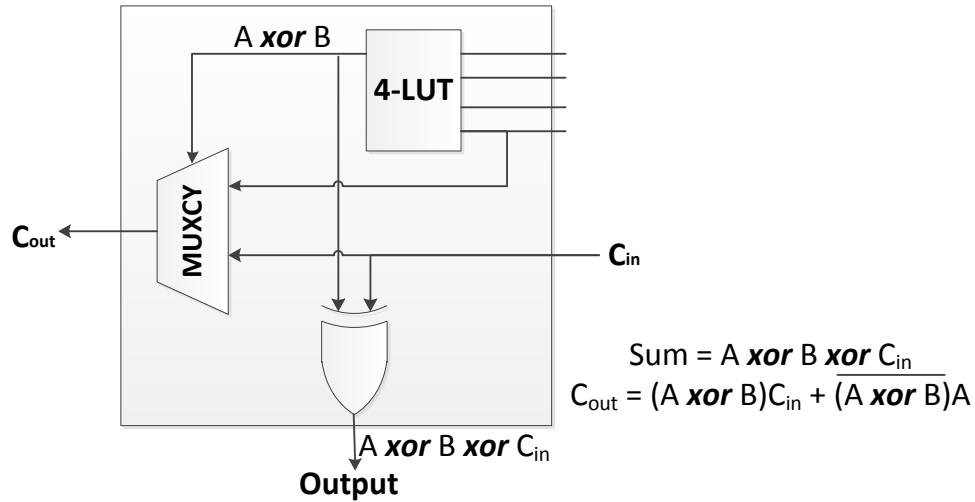 A xor B
4-LUT
MUXCY
Cout
Cin
Sum = A xor B xor Cin
Cout = (A xor B)Cin + (A xor B)A
A xor B xor Cin
Output